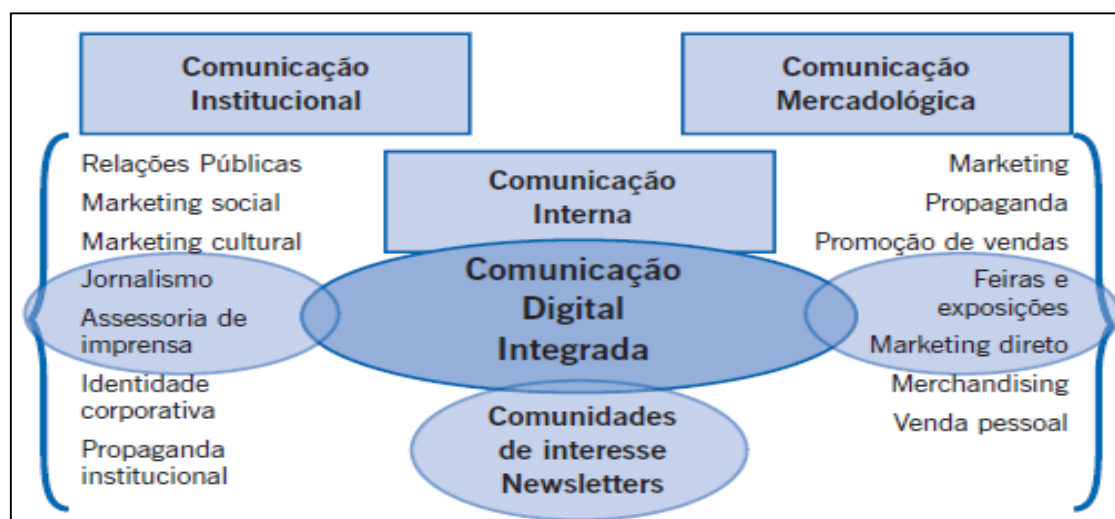 Comunicação
Institucional
Comunicação
Mercadológica
Relações Públicas
Marketing social
Marketing cultural
Jornalismo
Assessoria de
imprensa
Identidade
corporativa
Propaganda
institucional
Comunicação
Interna
Comunicação
Digital
Integrada
Comunidades
de interesse
Newsletters
Marketing
Propaganda
Promoção de vendas
Feiras e
exposições
Marketing direto
Merchandising
Venda pessoal